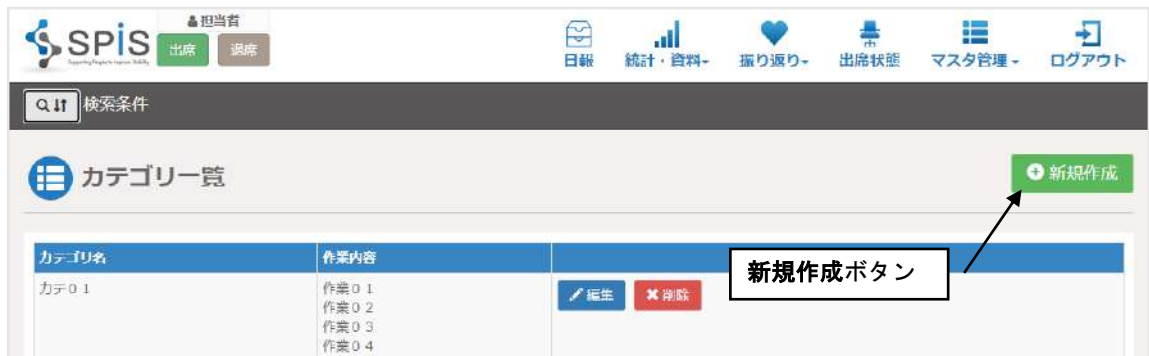 担当者
SPiS
Supporting People to Improve Stability
出席 退席
日報 統計・資料 振り返り 出席状態 マスタ管理 ログアウト
検索条件
カテゴリ一覧
新規作成
カテゴリ名 作業内容
新規作成ボタン
カテ01 作業01 編集 削除
作業02
作業03
作業04